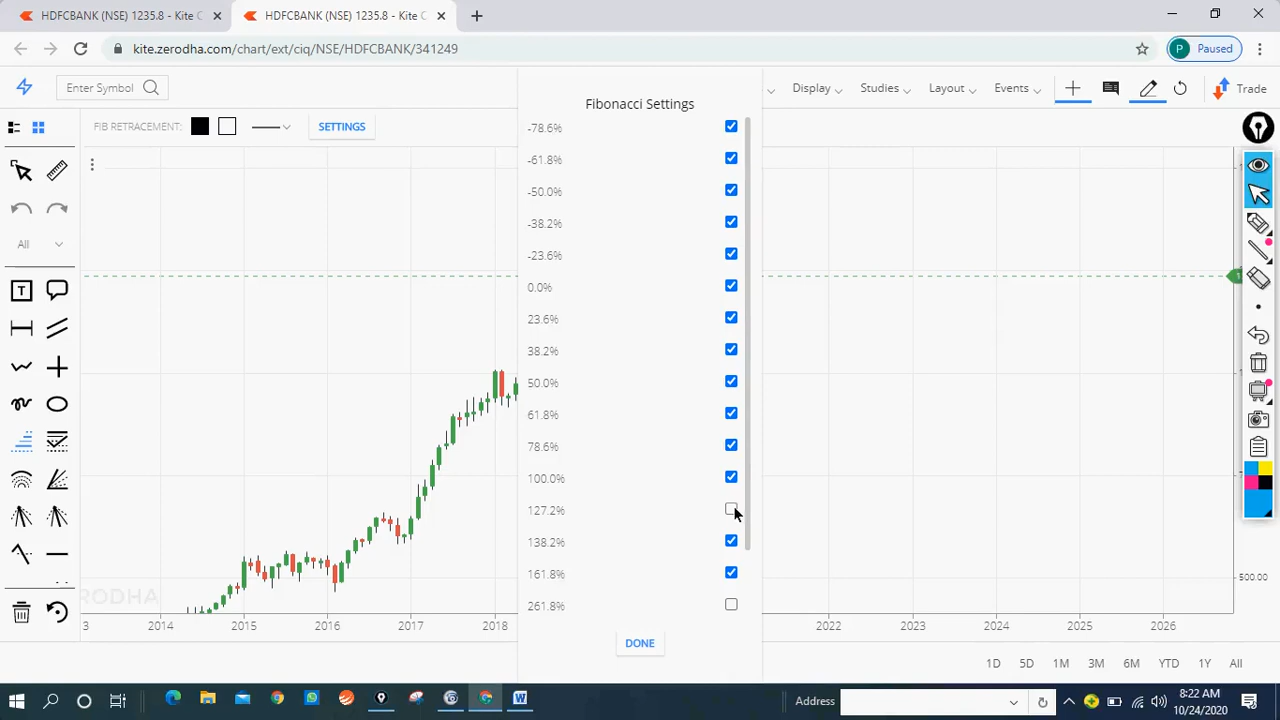 HDFCBANK (NSE) 1235.8 - Kite C
HDFCBANK (NSE) 1235.8 - Kite C
kite.zerodha.com/chart/ext/ciq/NSE/HDFCBANK/341249
P Paused
Enter Symbol
Display
Studies
Layout
Events
Trade
FIB RETRACEMENT:
SETTINGS
Fibonacci Settings
-78.6%
-61.8%
-50.0%
-38.2%
-23.6%
0.0%
23.6%
38.2%
50.0%
61.8%
78.6%
100.0%
127.2%
138.2%
161.8%
261.8%
DONE
All
T
500.00
2014 2015 2016 2017 2018 2022 2023 2024 2025 2026
1D 5D 1M 3M 6M YTD 1Y All
Address
8:22 AM
10/24/2020